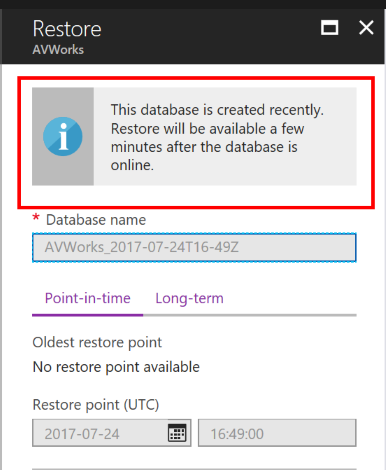 Restore
AVWorks
This database is created recently.
Restore will be available a few
minutes after the database is
online.
* Database name
AVWorks_2017-07-24T16-49Z
Point-in-time Long-term
Oldest restore point
No restore point available
Restore point (UTC)
2017-07-24 16:49:00